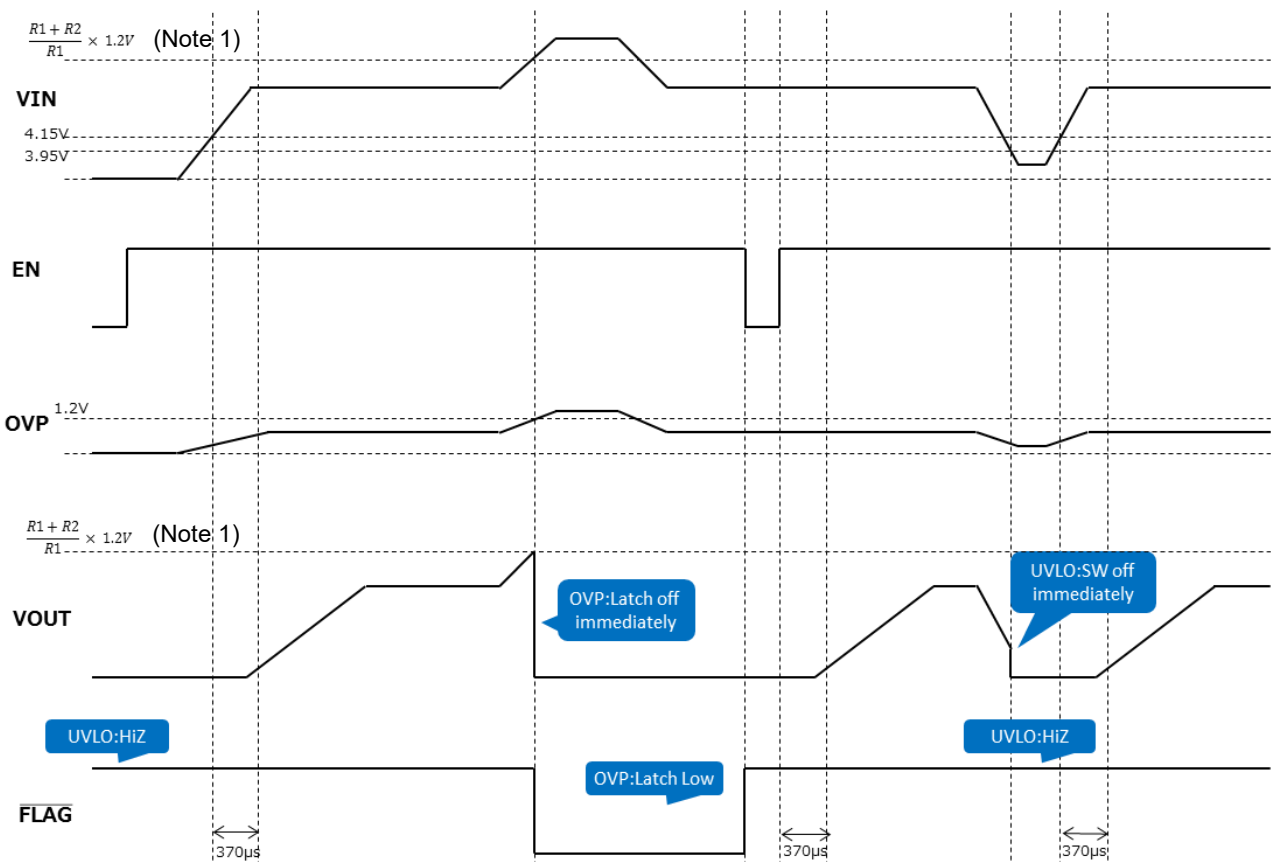 R1 + R2
R1
× 1.2V (Note 1)
VIN
4.15V
3.95V
EN
1.2V
OVP
R1 + R2
R1
× 1.2V (Note 1)
VOUT
OVP:Latch off
immediately
UVLO:SW off
immediately
UVLO:HiZ
UVLO:HiZ
OVP:Latch Low
FLAG
370µs
370µs
370µs